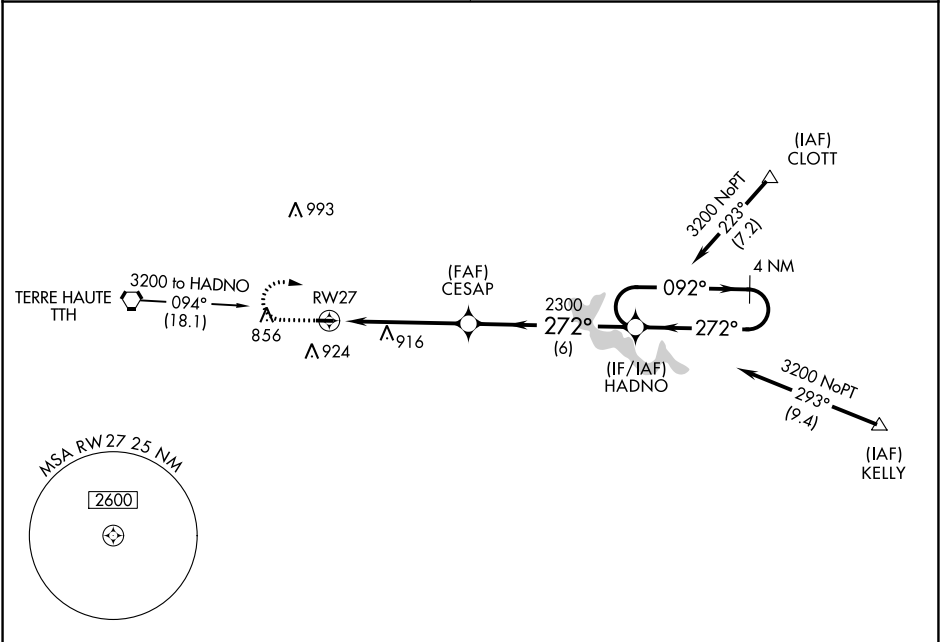 (IAF)
CLOTT
3200 NoPT
223°
(7.2)
993
4 NM
(FAF)
CESAP
3200 to HADNO
094°
(18.1)
TERRE HAUTE
TTH
RW27
092°
2300
272°
(6)
272°
856
924
916
(IF/IAF)
HADNO
3200 NoPT
293°
(9.4)
(IAF)
KELLY
MSA RW27 25 NM
2600